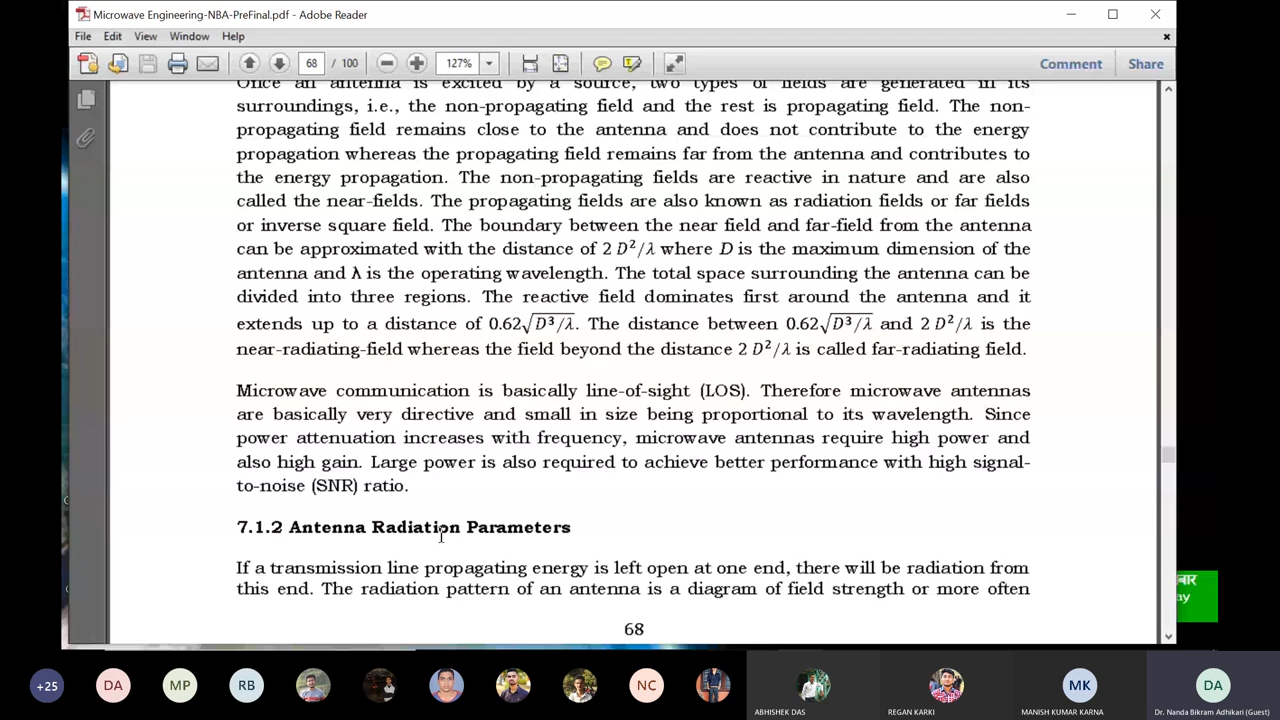 Microwave Engineering-NBA-PreFinal.pdf - Adobe Reader
File Edit View Window Help
68 / 100 127% Comment Share
Once an antenna is excited by a source, two types of fields are generated in its
surroundings, i.e., the non-propagating field and the rest is propagating field. The non-
propagating field remains close to the antenna and does not contribute to the energy
propagation whereas the propagating field remains far from the antenna and contributes to
the energy propagation. The non-propagating fields are reactive in nature and are also
called the near-fields. The propagating fields are also known as radiation fields or far fields
or inverse square field. The boundary between the near field and far-field from the antenna
can be approximated with the distance of 2 D²/λ where D is the maximum dimension of the
antenna and λ is the operating wavelength. The total space surrounding the antenna can be
divided into three regions. The reactive field dominates first around the antenna and it
extends up to a distance of 0.62√D³/λ. The distance between 0.62√D³/λ and 2 D²/λ is the
near-radiating-field whereas the field beyond the distance 2 D²/λ is called far-radiating field.
Microwave communication is basically line-of-sight (LOS). Therefore microwave antennas
are basically very directive and small in size being proportional to its wavelength. Since
power attenuation increases with frequency, microwave antennas require high power and
also high gain. Large power is also required to achieve better performance with high signal-
to-noise (SNR) ratio.
7.1.2 Antenna Radiation Parameters
If a transmission line propagating energy is left open at one end, there will be radiation from
this end. The radiation pattern of an antenna is a diagram of field strength or more often
68
+25 DA MP RB NC MK DA
ABHISHEK DAS REGAN KARKI MANISH KUMAR KARNA Dr. Nanda Bikram Adhikari (Guest)